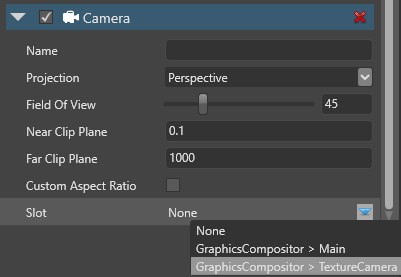 Camera
Name
Projection Perspective
Field Of View 45
Near Clip Plane 0.1
Far Clip Plane 1000
Custom Aspect Ratio
Slot None
None
GraphicsCompositor > Main
GraphicsCompositor > TextureCamera